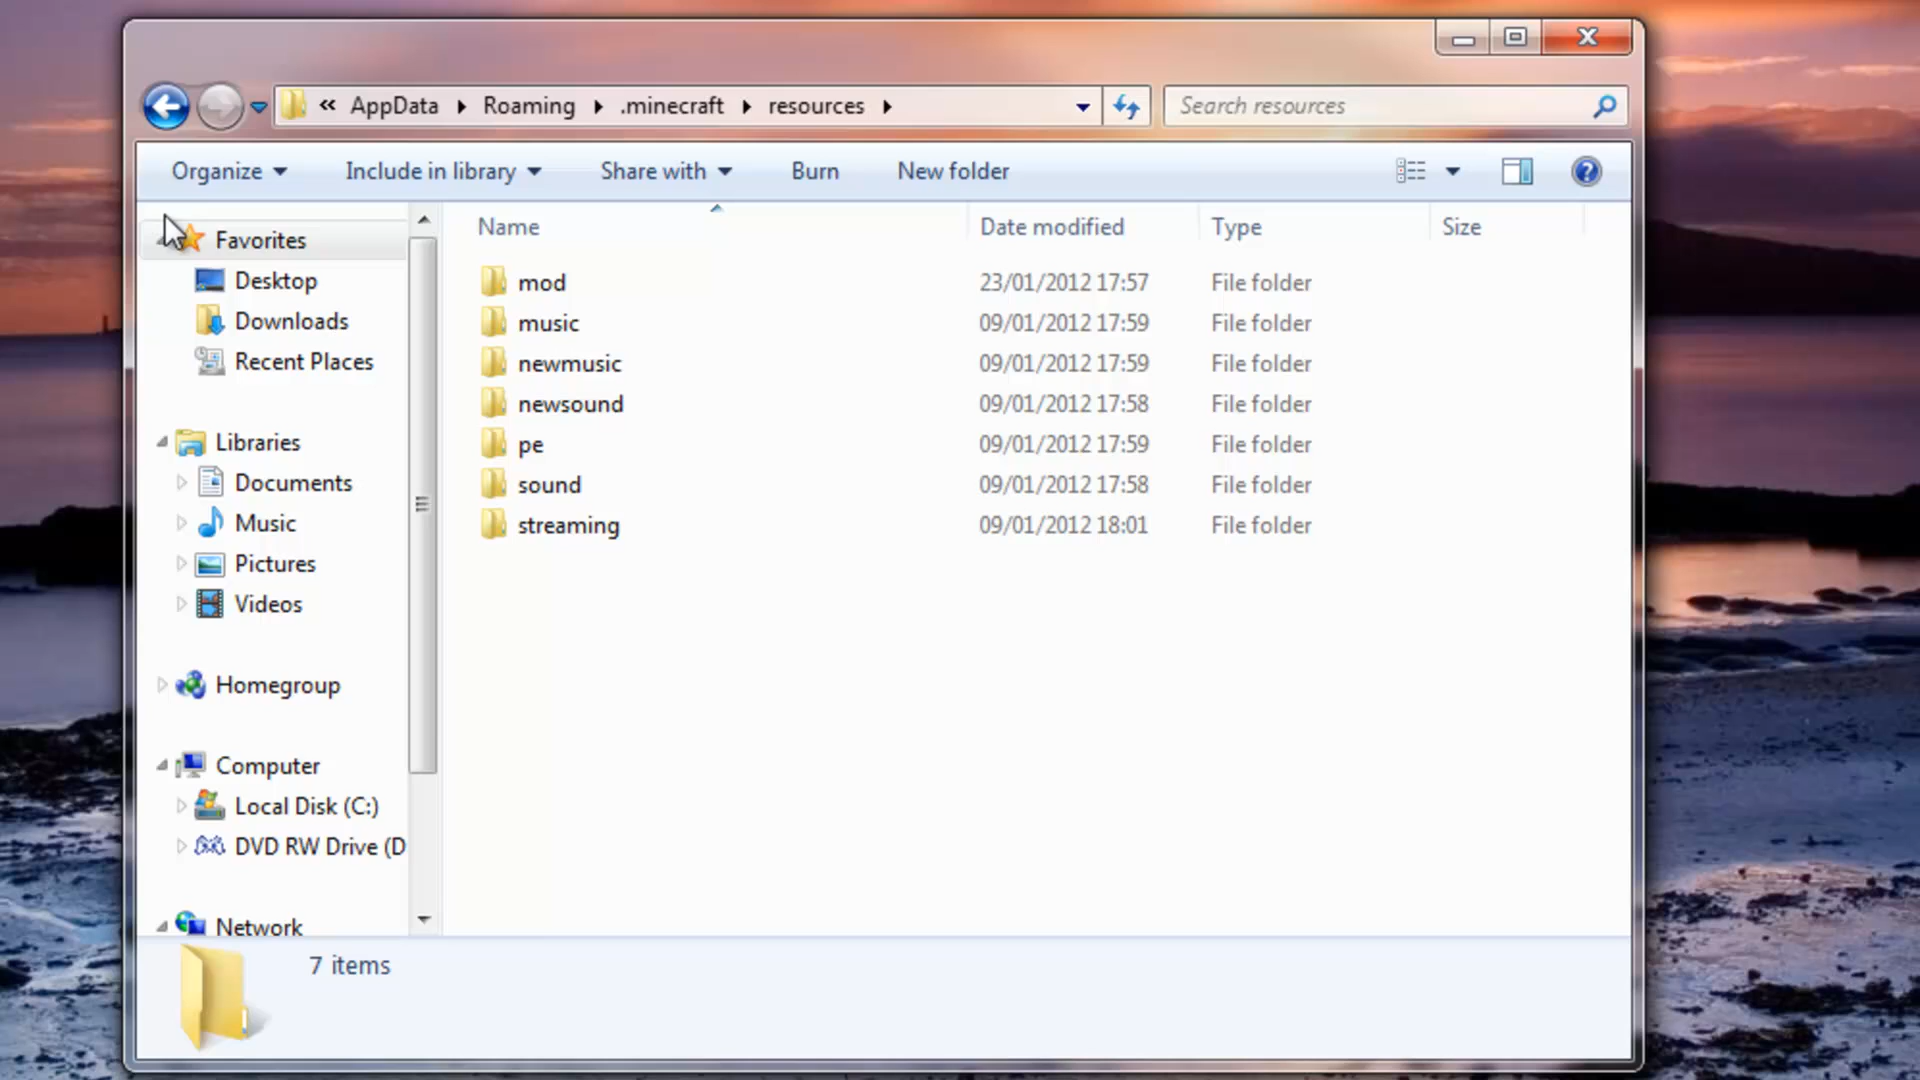 « AppData Roaming .minecraft resources
Search resources
Organize Include in library Share with Burn New folder
Name Date modified Type Size
Favorites
Desktop
Downloads
Recent Places
Libraries
Documents
Music
Pictures
Videos
Homegroup
Computer
Local Disk (C:)
DVD RW Drive (D
Network
mod 23/01/2012 17:57 File folder
music 09/01/2012 17:59 File folder
newmusic 09/01/2012 17:59 File folder
newsound 09/01/2012 17:58 File folder
pe 09/01/2012 17:59 File folder
sound 09/01/2012 17:58 File folder
streaming 09/01/2012 18:01 File folder
7 items